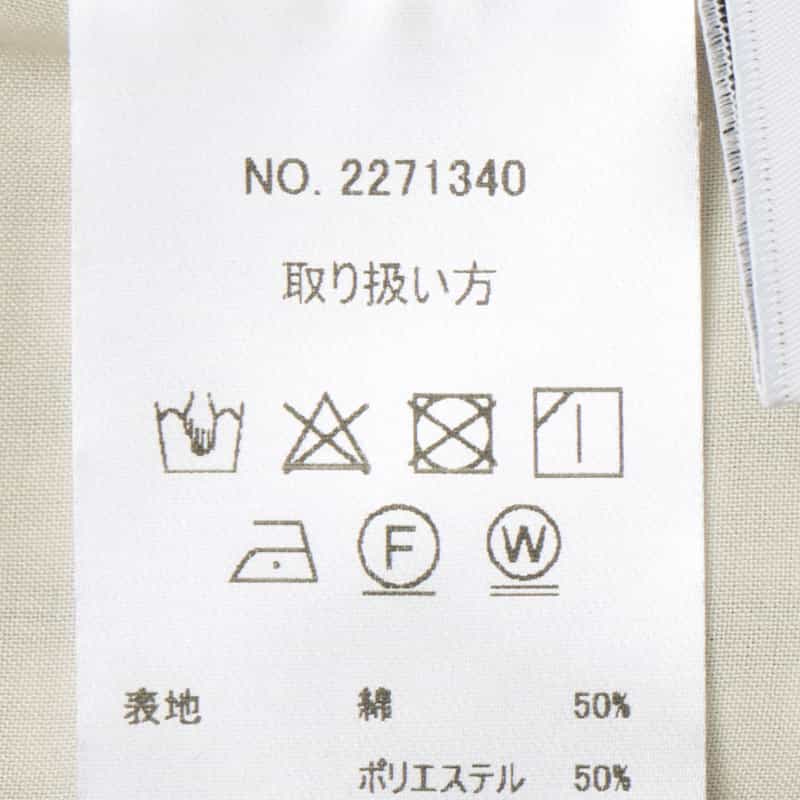 NO. 2271340
取り扱い方
F W
表地 綿 50%
ポリエステル 50%